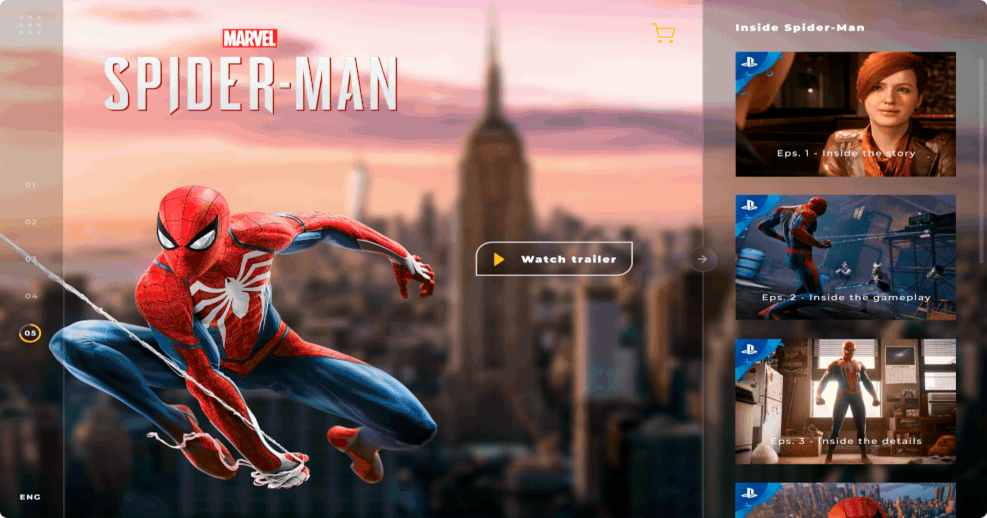 MARVEL
SPIDER-MAN
01
02
03
04
05
ENG
Watch trailer
Inside Spider-Man
Eps. 1 - Inside the story
Eps. 2 - Inside the gameplay
Eps. 3 - Inside the details